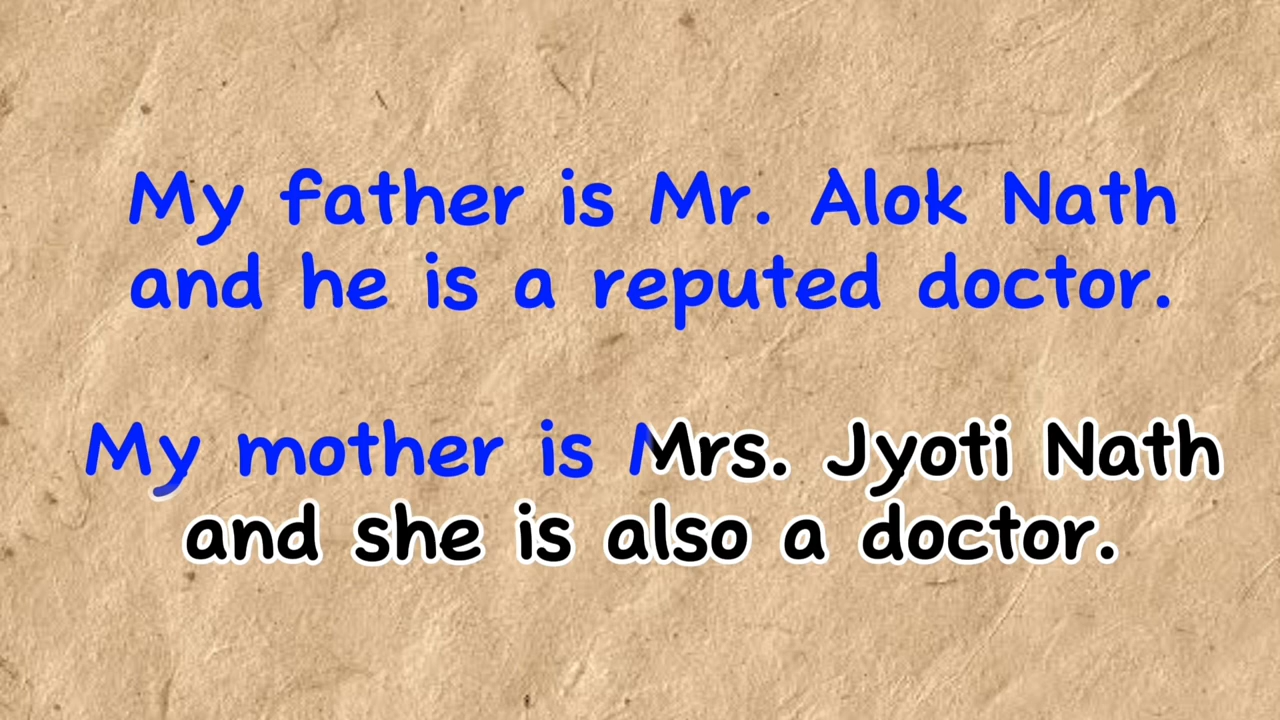 My father is Mr. Alok Nath
and he is a reputed doctor.
My mother is Mrs. Jyoti Nath
and she is also a doctor.